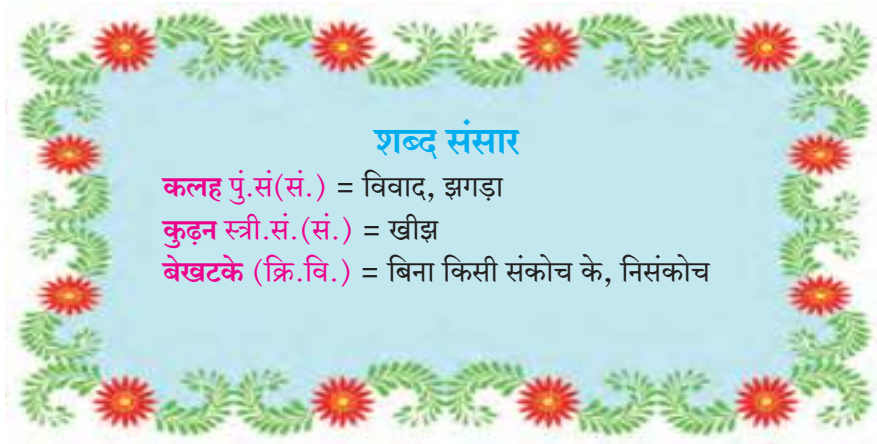 शब्द संसार
कलह पुं.सं(सं.) = विवाद, झगड़ा
कुढ़न स्त्री.सं.(सं.) = खीझ
बेखटके (क्रि.वि.) = बिना किसी संकोच के, निसंकोच